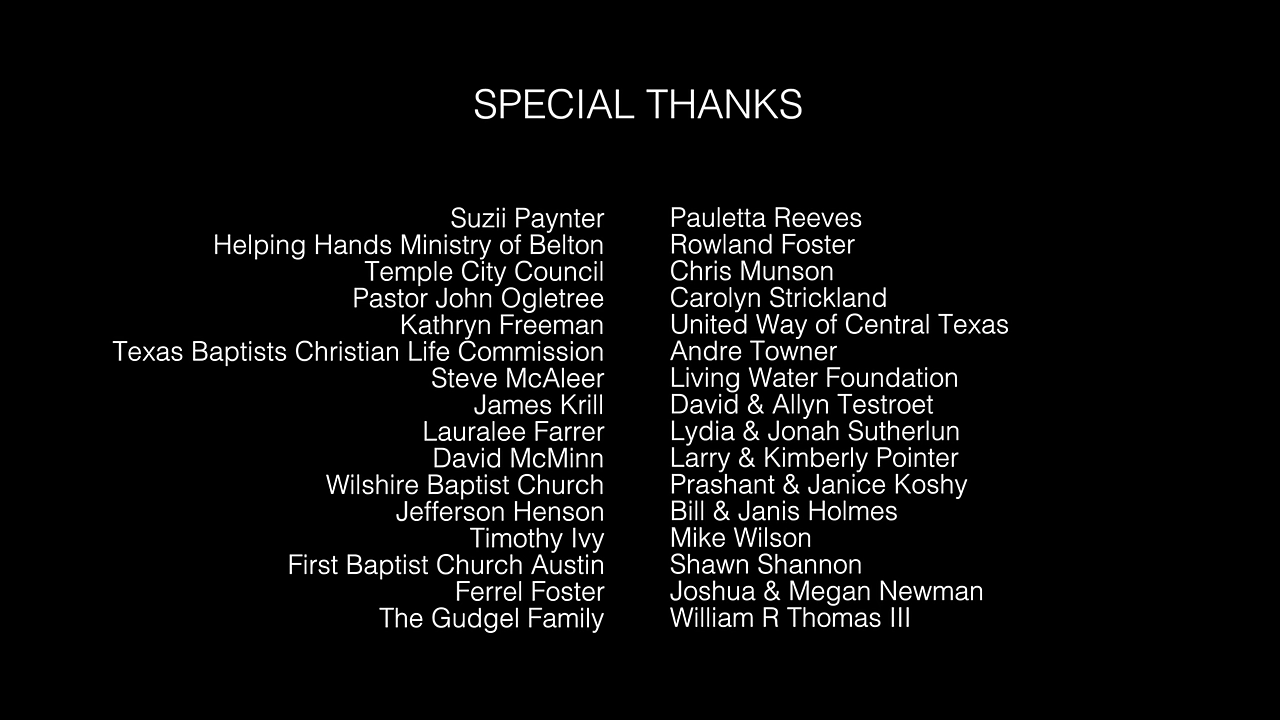 SPECIAL THANKS
Suzii Paynter
Helping Hands Ministry of Belton
Temple City Council
Pastor John Ogletree
Kathryn Freeman
Texas Baptists Christian Life Commission
Steve McAleer
James Krill
Lauralee Farrer
David McMinn
Wilshire Baptist Church
Jefferson Henson
Timothy Ivy
First Baptist Church Austin
Ferrel Foster
The Gudgel Family
Pauletta Reeves
Rowland Foster
Chris Munson
Carolyn Strickland
United Way of Central Texas
Andre Towner
Living Water Foundation
David & Allyn Testroet
Lydia & Jonah Sutherlun
Larry & Kimberly Pointer
Prashant & Janice Koshy
Bill & Janis Holmes
Mike Wilson
Shawn Shannon
Joshua & Megan Newman
William R Thomas III